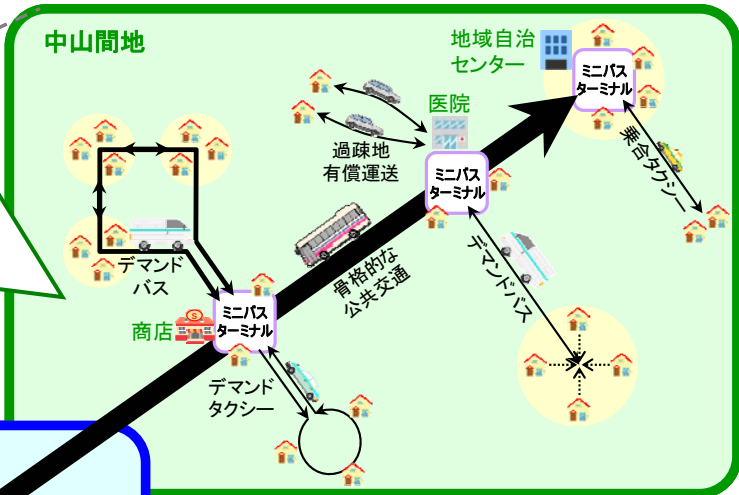 中山間地
地域自治
センター
ミニバス
ターミナル
医院
過疎地
有償運送
乗合タクシー
ミニバス
ターミナル
骨格的な
公共交通
デマンドバス
デマンド
バス
商店
S
ミニバス
ターミナル
デマンド
タクシー